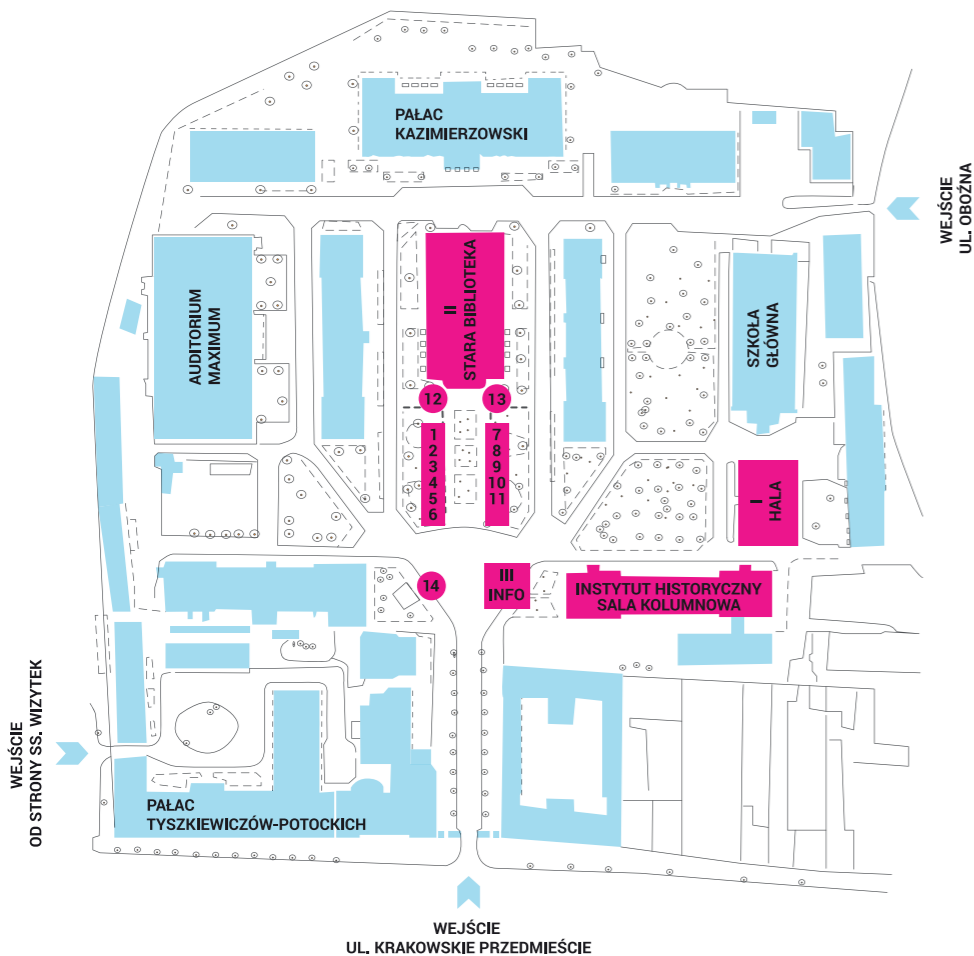 PAŁAC
KAZIMIERZOWSKI
WEJŚCIE
UL. OBOŹNA
AUDITORIUM
MAXIMUM
II
STARA BIBLIOTEKA
SZKOŁA
GŁÓWNA
12
13
1
2
3
4
5
6
7
8
9
10
11
I
HALA
14
III
INFO
INSTYTUT HISTORYCZNY
SALA KOLUMNOWA
WEJŚCIE
OD STRONY SS. WIZYTEK
PAŁAC
TYSZKIEWICZÓW-POTOCKICH
WEJŚCIE
UL. KRAKOWSKIE PRZEDMIEŚCIE